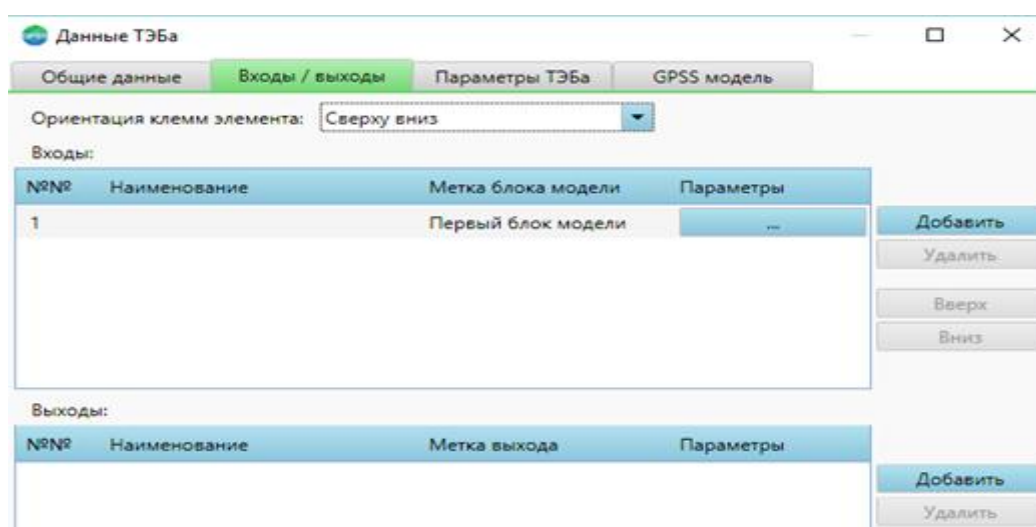 Данные ТЭБа
Общие данные Входы / выходы Параметры ТЭБа GPSS модель
Ориентация клемм элемента: Сверху вниз
Входы:
№№ Наименование Метка блока модели Параметры
1 Первый блок модели ...
Добавить
Удалить
Вверх
Вниз
Выходы:
№№ Наименование Метка выхода Параметры
Добавить
Удалить